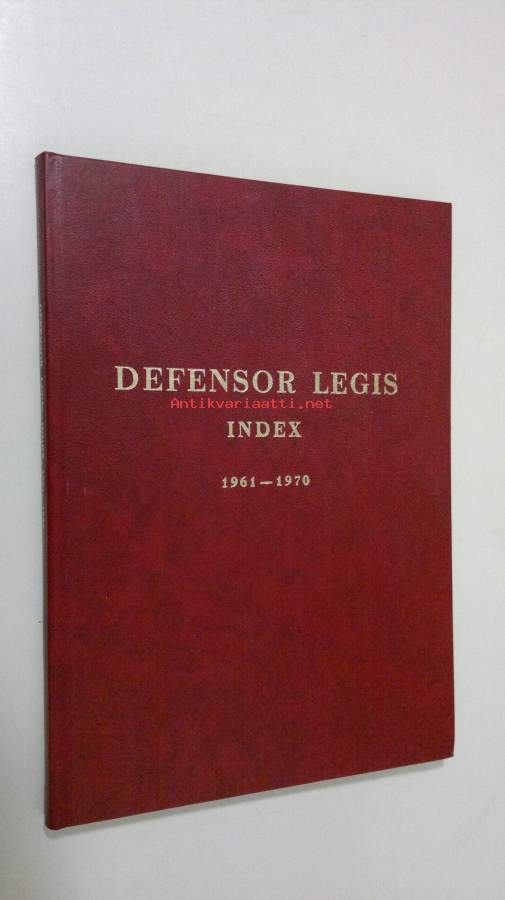 DEFENSOR LEGIS
Antikvariaatti.net
INDEX
1961—1970